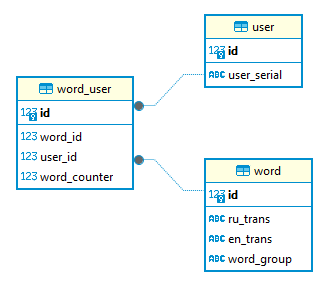 user
123 id
ABC user_serial
word_user
123 id
123 word_id
123 user_id
123 word_counter
word
123 id
ABC ru_trans
ABC en_trans
ABC word_group